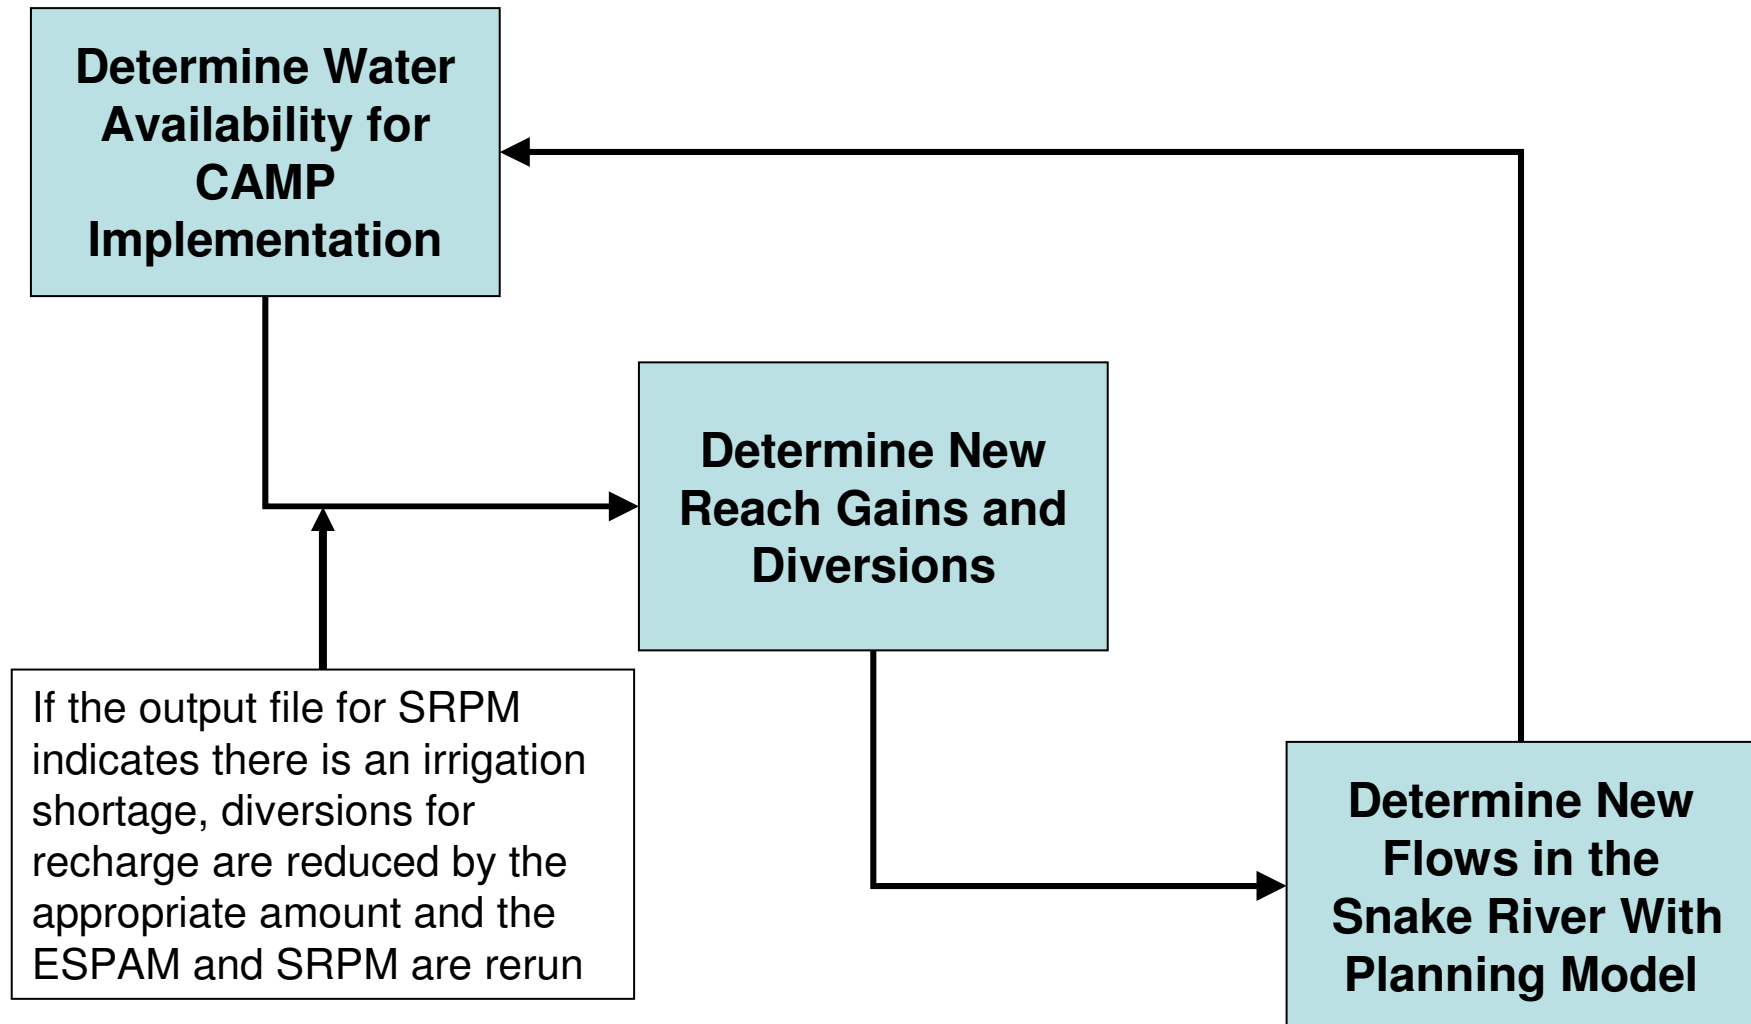 Determine Water
Availability for
CAMP
Implementation
Determine New
Reach Gains and
Diversions
If the output file for SRPM
indicates there is an irrigation
shortage, diversions for
recharge are reduced by the
appropriate amount and the
ESPAM and SRPM are rerun
Determine New
Flows in the
Snake River With
Planning Model